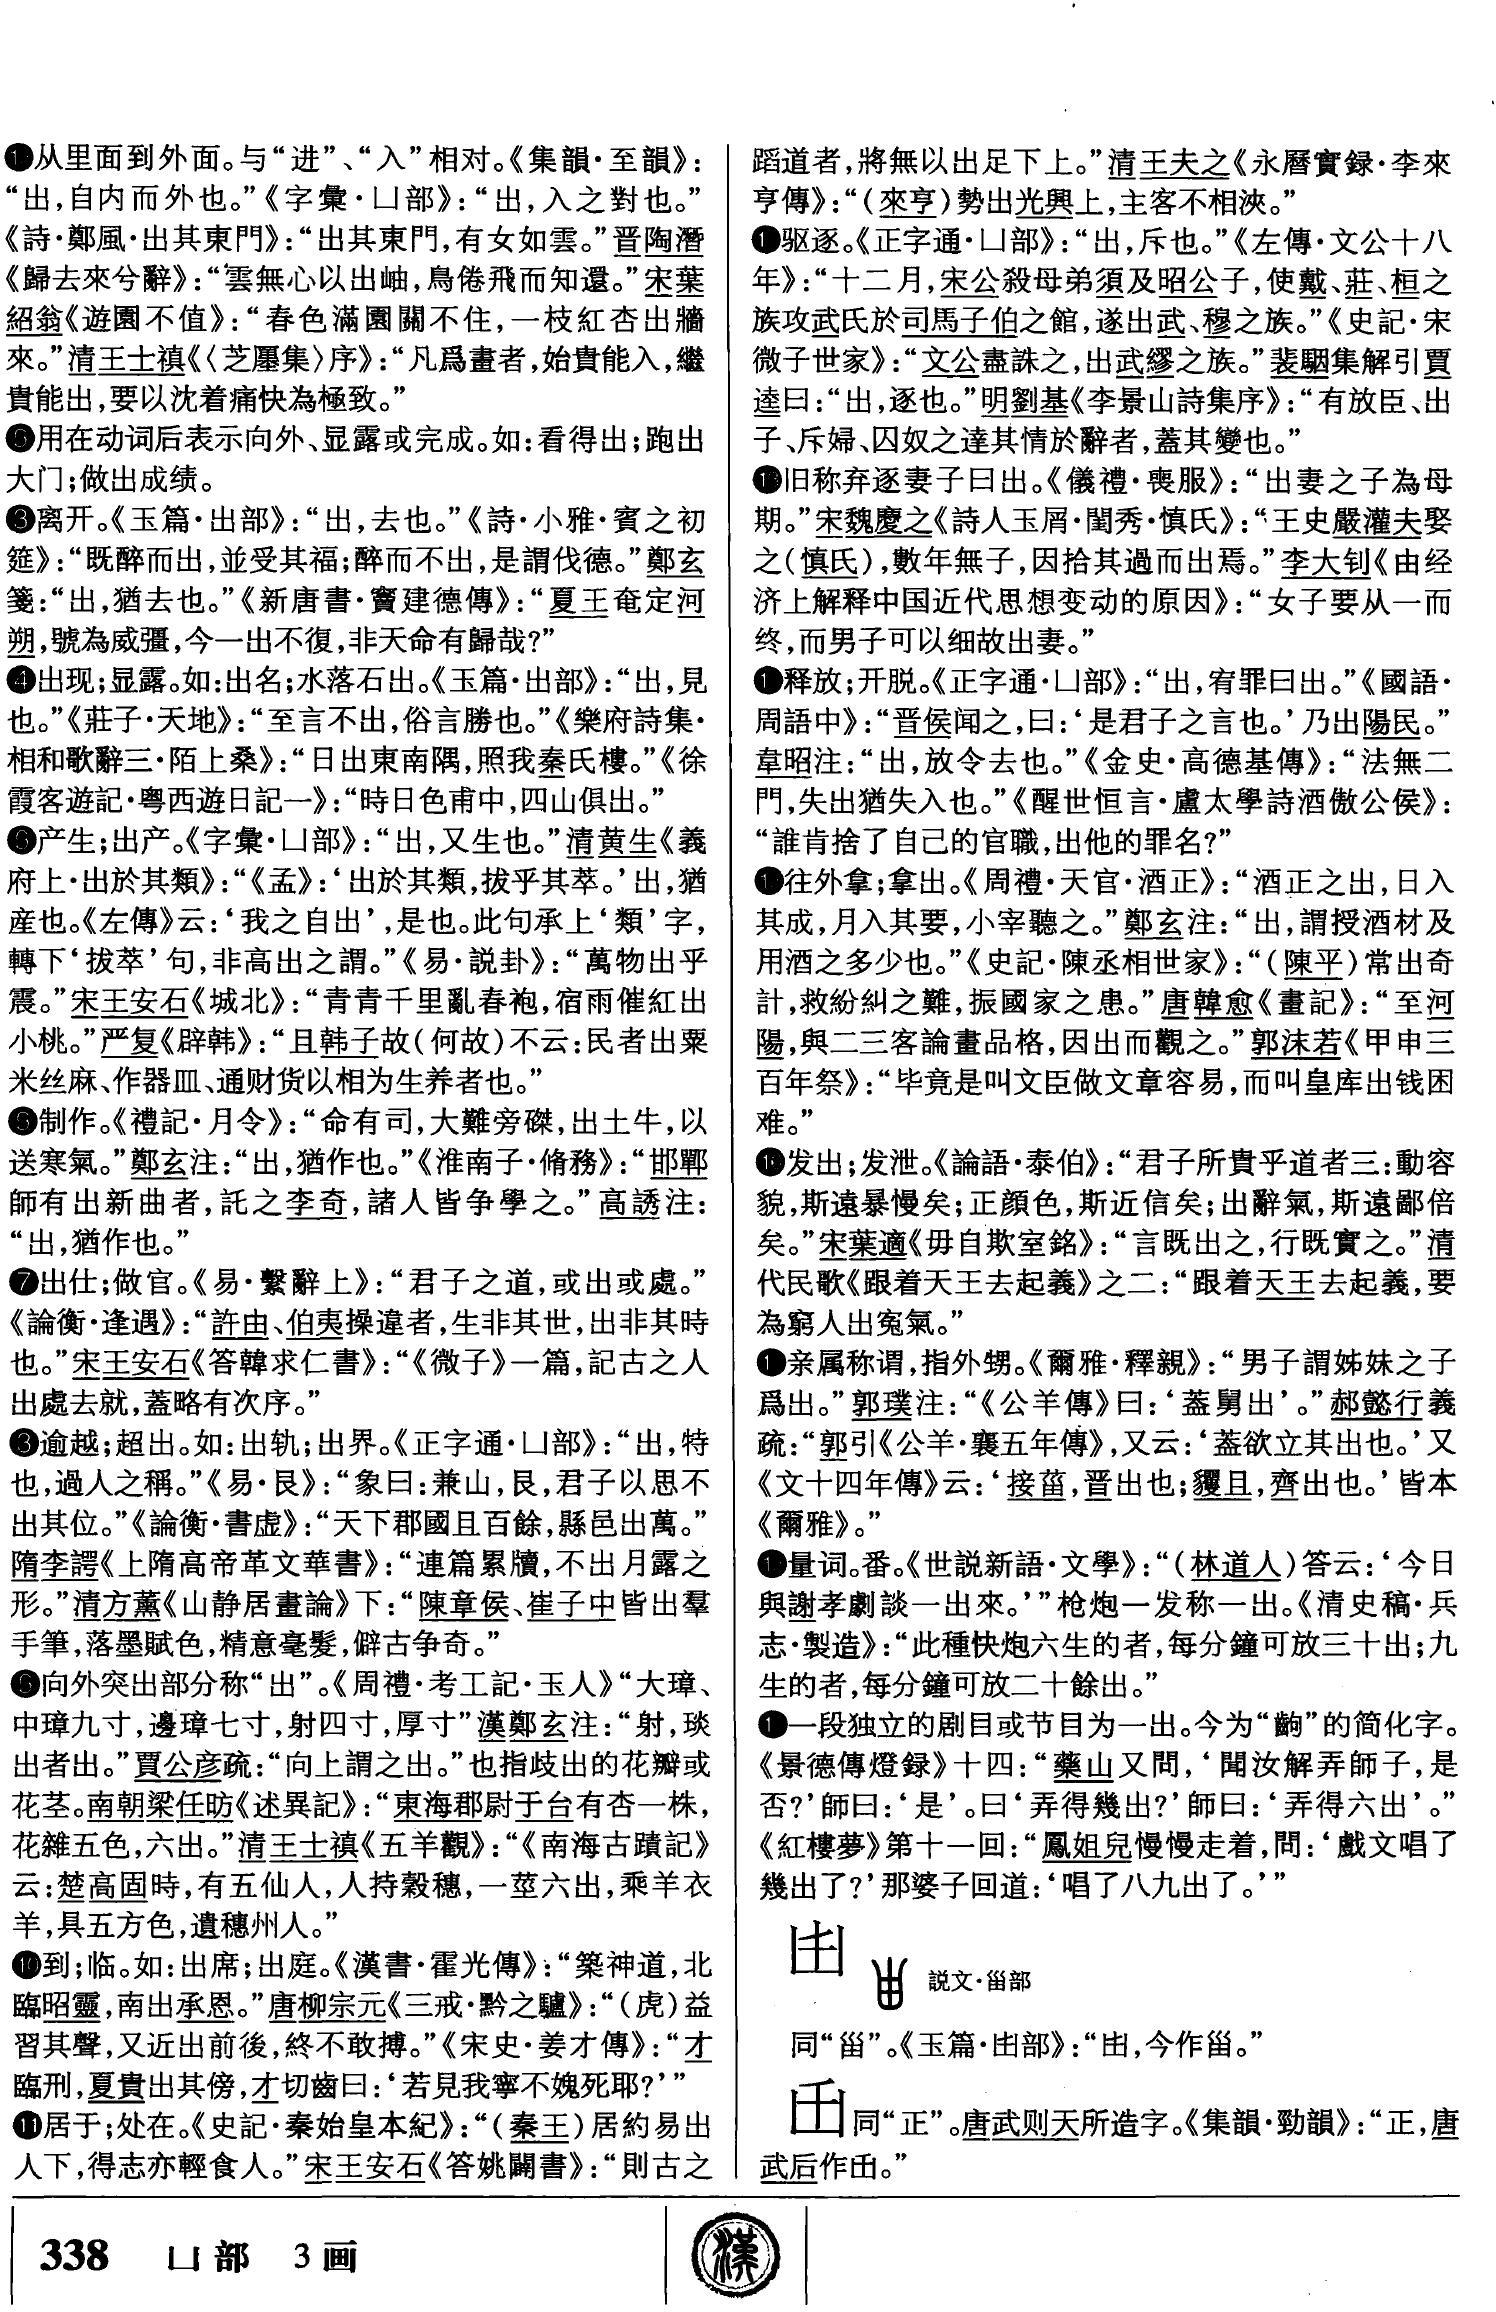 ❶从里面到外面。与“进”、“入”相对。《集韻·至韻》：
“出，自内而外也。”《字彙·凵部》：“出，入之對也。”
《詩·鄭風·出其東門》：“出其東門，有女如雲。”晋陶潛
《歸去來兮辭》：“雲無心以出岫，鳥倦飛而知還。”宋葉
紹翁《遊園不值》：“春色滿園關不住，一枝紅杏出牆
來。”清王士禛《〈芝廛集〉序》：“凡爲畫者，始貴能入，繼
貴能出，要以沈着痛快為極致。”
用在动词后表示向外、显露或完成。如：看得出；跑出
大门；做出成绩。
❸离开。《玉篇·出部》：“出，去也。”《詩·小雅·賓之初
筵》：“既醉而出，並受其福；醉而不出，是謂伐德。”鄭玄
箋：“出，猶去也。”《新唐書·竇建德傳》：“夏王奄定河
朔，號為威彊，今一出不復，非天命有歸哉？”
❹出现；显露。如：出名；水落石出。《玉篇·出部》：“出，見
也。”《莊子·天地》：“至言不出，俗言勝也。”《樂府詩集·
相和歌辭三·陌上桑》：“日出東南隅，照我秦氏樓。”《徐
霞客遊記·粤西遊日記一》：“時日色甫中，四山俱出。”
❺产生；出产。《字彙·凵部》：“出，又生也。”清黄生《義
府上·出於其類》：“《孟》：‘出於其類，拔乎其萃。’出，猶
産也。《左傳》云：‘我之自出’，是也。此句承上‘類’字，
轉下‘拔萃’句，非高出之謂。”《易·説卦》：“萬物出乎
震。”宋王安石《城北》：“青青千里亂春袍，宿雨催紅出
小桃。”严复《辟韩》：“且韩子故（何故）不云：民者出粟
米丝麻、作器皿、通财货以相为生养者也。”
制作。《禮記·月令》：“命有司，大難旁磔，出土牛，以
送寒氣。”鄭玄注：“出，猶作也。”《淮南子·脩務》：“邯鄲
師有出新曲者，託之李奇，諸人皆争學之。”高誘注：
“出，猶作也。”
❼出仕；做官。《易·繫辭上》：“君子之道，或出或處。”
《論衡·逢遇》：“許由、伯夷操違者，生非其世，出非其時
也。”宋王安石《答韓求仁書》：“《微子》一篇，記古之人
出處去就，蓋略有次序。”
逾越；超出。如：出轨；出界。《正字通·凵部》：“出，特
也，過人之稱。”《易·艮》：“象曰：兼山，艮，君子以思不
出其位。”《論衡·書虚》：“天下郡國且百餘，縣邑出萬。”
隋李諤《上隋高帝革文華書》：“連篇累牘，不出月露之
形。”清方薰《山静居畫論》下：“陳章侯、崔子中皆出羣
手筆，落墨賦色，精意毫髮，僻古争奇。”
向外突出部分称“出”。《周禮·考工記·玉人》“大璋、
中璋九寸，邊璋七寸，射四寸，厚寸”漢鄭玄注：“射，琰
出者出。”賈公彦疏：“向上謂之出。”也指歧出的花瓣或
花茎。南朝梁任昉《述異記》：“東海郡尉于台有杏一株，
花雜五色，六出。”清王士禛《五羊觀》：“《南海古蹟記》
云：楚高固時，有五仙人，人持穀穗，一莖六出，乘羊衣
羊，具五方色，遺穗州人。”
❿到；临。如：出席；出庭。《漢書·霍光傳》：“築神道，北
臨昭靈，南出承恩。”唐柳宗元《三戒·黔之驢》：“（虎）益
習其聲，又近出前後，終不敢搏。”《宋史·姜才傳》：“才
臨刑，夏貴出其傍，才切齒曰：‘若見我寧不媿死耶？’”
⓫居于；处在。《史記·秦始皇本紀》：“（秦王）居約易出
人下，得志亦輕食人。”宋王安石《答姚闢書》：“則古之
蹈道者，將無以出足下上。”清王夫之《永曆實録·李來
亨傳》：“（來亨）勢出光興上，主客不相浹。”
驱逐。《正字通·凵部》：“出，斥也。”《左傳·文公十八
年》：“十二月，宋公殺母弟須及昭公子，使戴、莊、桓之
族攻武氏於司馬子伯之館，遂出武、穆之族。”《史記·宋
微子世家》：“文公盡誅之，出武繆之族。”裴駰集解引賈
逵曰：“出，逐也。”明劉基《李景山詩集序》：“有放臣、出
子、斥婦、囚奴之達其情於辭者，蓋其變也。”
旧称弃逐妻子曰出。《儀禮·喪服》：“出妻之子為母
期。”宋魏慶之《詩人玉屑·閨秀·慎氏》：“王史嚴灌夫娶
之（慎氏），數年無子，因拾其過而出焉。”李大钊《由经
济上解释中国近代思想变动的原因》：“女子要从一而
终，而男子可以细故出妻。”
释放；开脱。《正字通·凵部》：“出，宥罪曰出。”《國語·
周語中》：“晋侯闻之，曰：‘是君子之言也。’乃出陽民。”
韋昭注：“出，放令去也。”《金史·高德基傳》：“法無二
門，失出猶失入也。”《醒世恒言·盧太學詩酒傲公侯》：
“誰肯捨了自己的官職，出他的罪名？”
往外拿；拿出。《周禮·天官·酒正》：“酒正之出，日入
其成，月入其要，小宰聽之。”鄭玄注：“出，謂授酒材及
用酒之多少也。”《史記·陳丞相世家》：“（陳平）常出奇
計，救紛糾之難，振國家之患。”唐韓愈《畫記》：“至河
陽，與二三客論畫品格，因出而觀之。”郭沫若《甲申三
百年祭》：“毕竟是叫文臣做文章容易，而叫皇库出钱困
难。”
发出；发泄。《論語·泰伯》：“君子所貴乎道者三：動容
貌，斯遠暴慢矣；正顔色，斯近信矣；出辭氣，斯遠鄙倍
矣。”宋葉適《毋自欺室銘》：“言既出之，行既實之。”清
代民歌《跟着天王去起義》之二：“跟着天王去起義，要
為窮人出寃氣。”
亲属称谓，指外甥。《爾雅·釋親》：“男子謂姊妹之子
爲出。”郭璞注：“《公羊傳》曰：‘蓋舅出’。”郝懿行義
疏：“郭引《公羊·襄五年傳》，又云：‘蓋欲立其出也。’又
《文十四年傳》云：‘接菑，晋出也；貜且，齊出也。’皆本
《爾雅》。”
量词。番。《世説新語·文學》：“（林道人）答云：‘今日
與謝孝劇談一出來。’”枪炮一发称一出。《清史稿·兵
志·製造》：“此種快炮六生的者，每分鐘可放三十出；九
生的者，每分鐘可放二十餘出。”
一段独立的剧目或节目为一出。今为“齣”的简化字。
《景德傳燈録》十四：“藥山又問，‘聞汝解弄師子，是
否？’師曰：‘是’。曰‘弄得幾出？’師曰：‘弄得六出’。”
《紅樓夢》第十一回：“鳳姐兒慢慢走着，問：‘戲文唱了
幾出了？’那婆子回道：‘唱了八九出了。’”
説文·甾部
同“甾”。《玉篇·部》：“，今作甾。”
同“正”。唐武则天所造字。《集韻·勁韻》：“正，唐
武后作。”
338 凵部 3画
漢